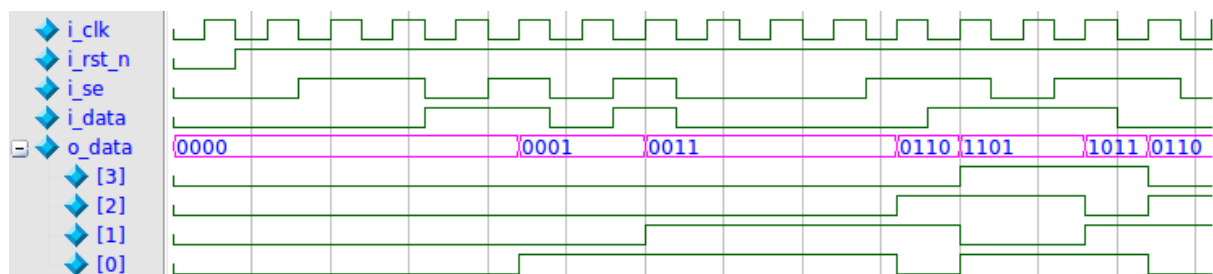 i_clk
i_rst_n
i_se
i_data
o_data 0000 0001 0011 0110 1101 1011 0110
[3]
[2]
[1]
[0]